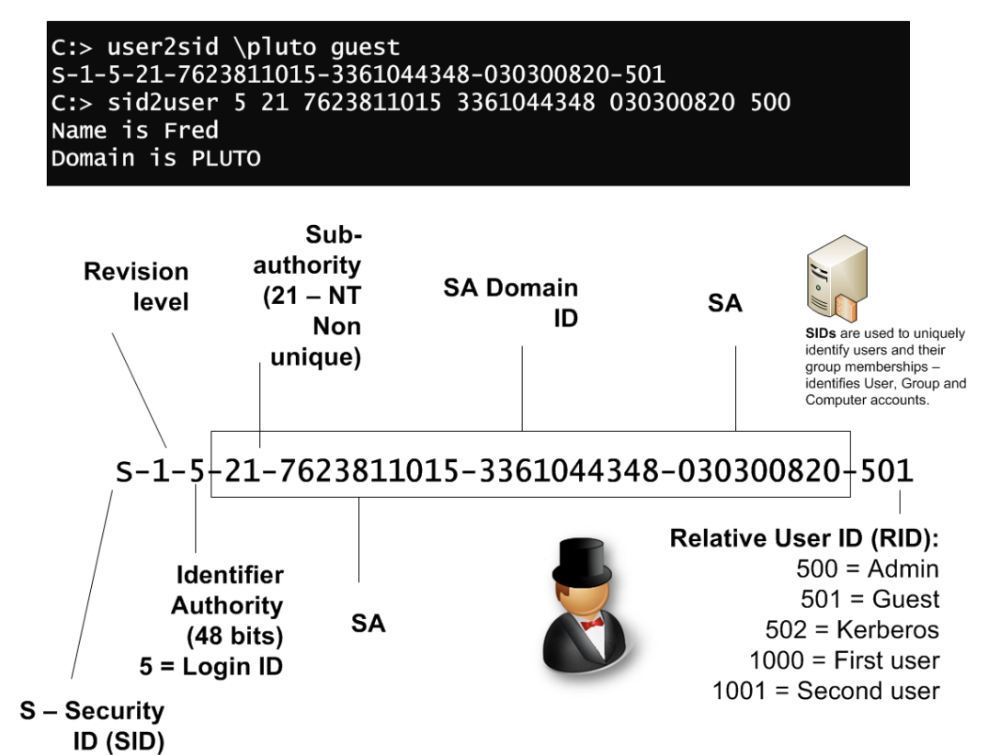 C:> user2sid \pluto guest
S-1-5-21-7623811015-3361044348-030300820-501
C:> sid2user 5 21 7623811015 3361044348 030300820 500
Name is Fred
Domain is PLUTO
Revision
level
Sub-
authority
(21 – NT
Non
unique)
SA Domain
ID
SA
SIDs are used to uniquely
identify users and their
group memberships –
identifies User, Group and
Computer accounts.
S-1-5-21-7623811015-3361044348-030300820-501
Identifier
Authority
(48 bits)
5 = Login ID
SA
Relative User ID (RID):
500 = Admin
501 = Guest
502 = Kerberos
1000 = First user
1001 = Second user
S – Security
ID (SID)